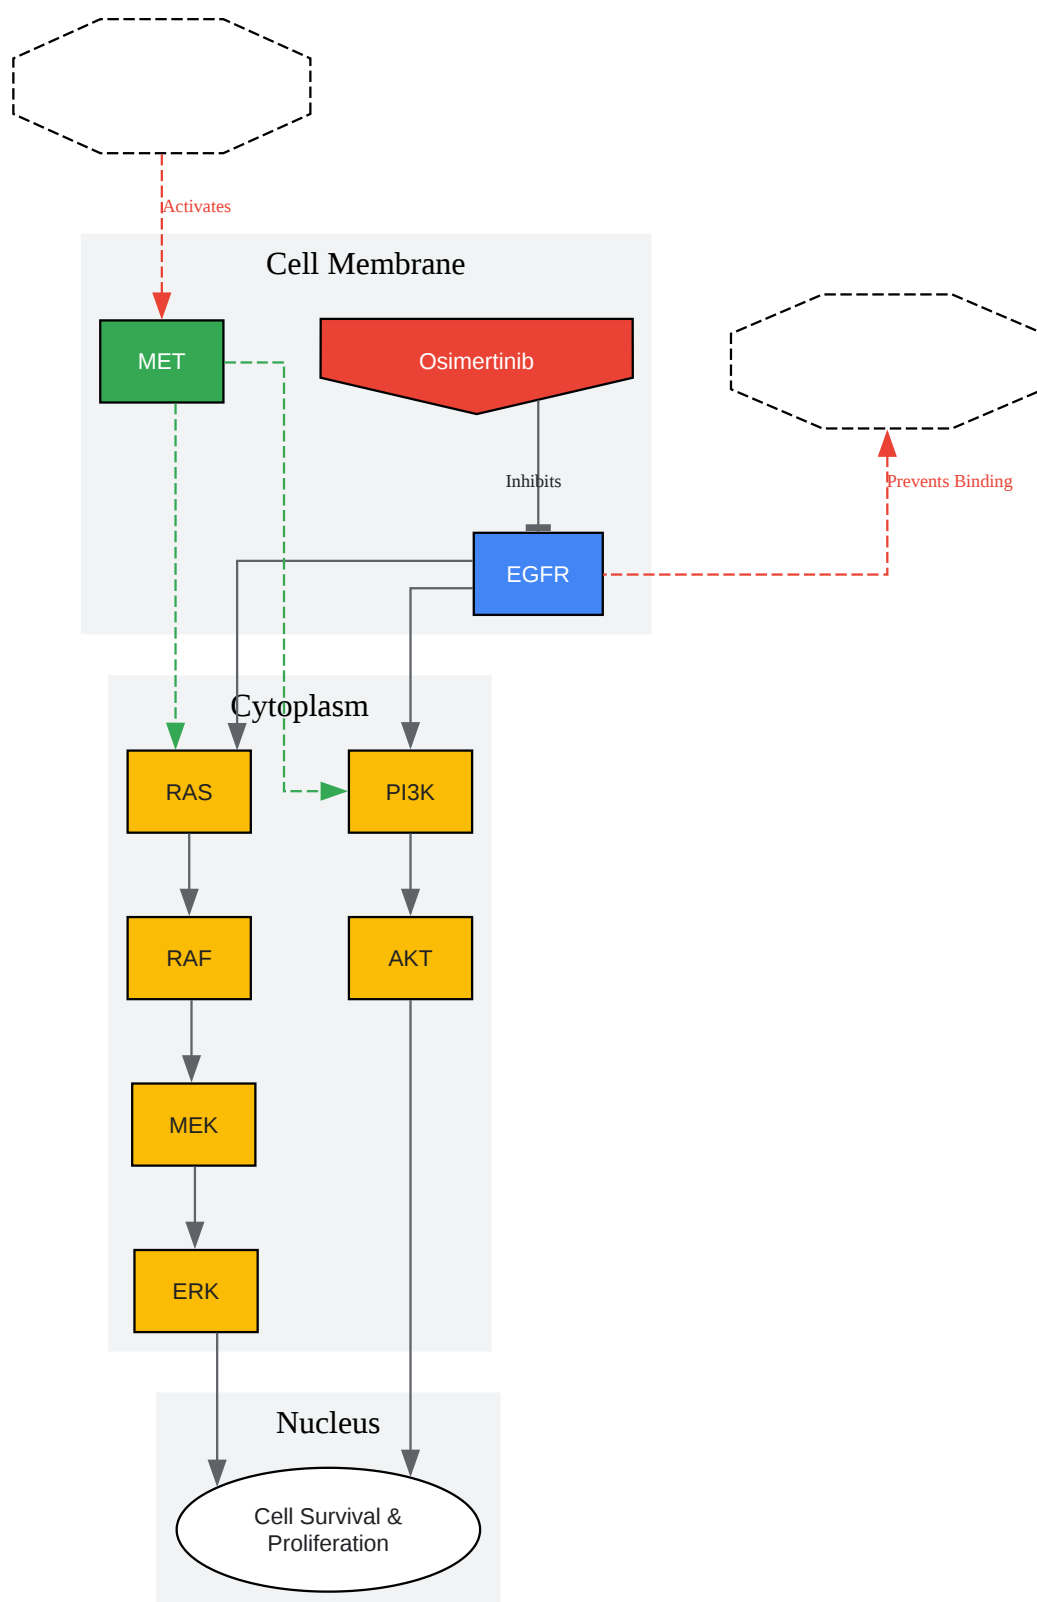 Activates
Cell Membrane
MET
Osimertinib
Inhibits
Prevents Binding
EGFR
Cytoplasm
RAS
PI3K
RAF
AKT
MEK
ERK
Nucleus
Cell Survival &
Proliferation